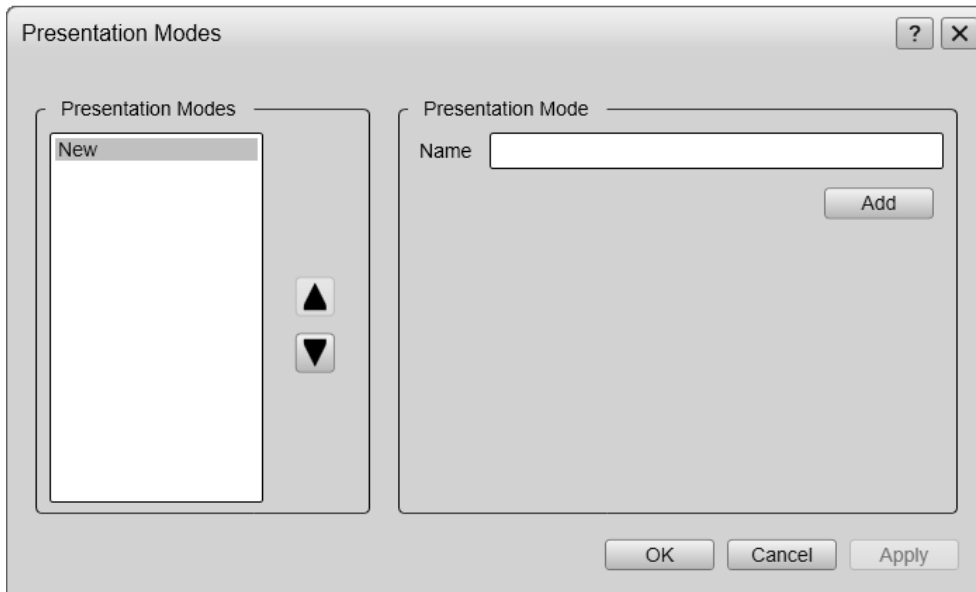 Presentation Modes
?
Presentation Modes
New
Presentation Mode
Name
Add
OK Cancel Apply